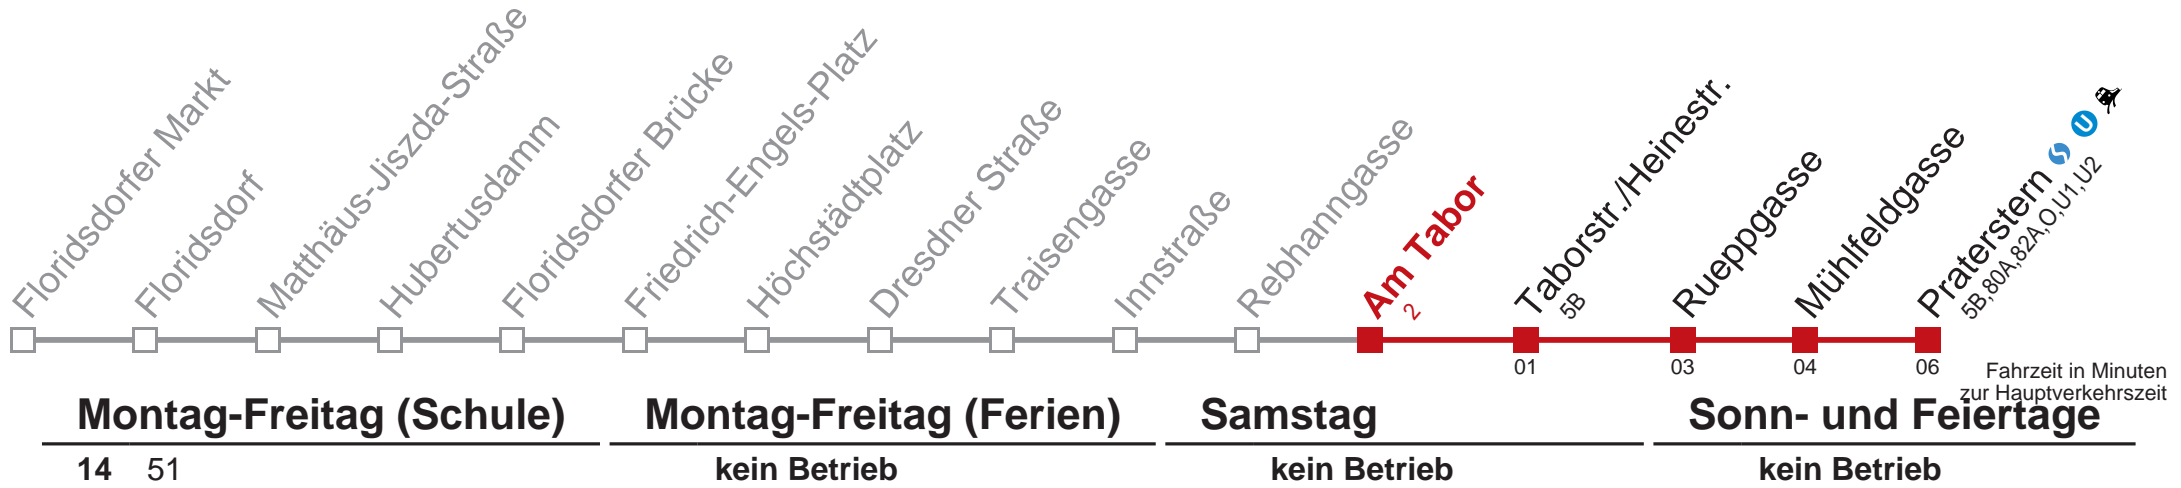 Floridsdorfer Markt
Floridsdorf
Matthäus-Jiszda-Straße
Hubertusdamm
Floridsdorfer Brücke
Friedrich-Engels-Platz
Höchstädtplatz
Dresdner Straße
Traisengasse
Innstraße
Rebhanngasse
Am Tabor
2
Taborstr./Heinestr.
5B
Rueppgasse
Mühlfeldgasse
Praterstern S U
5B,80A,82A,O,U1,U2
01 03 04 06
Fahrzeit in Minuten
zur Hauptverkehrszeit
Montag-Freitag (Schule) Montag-Freitag (Ferien) Samstag Sonn- und Feiertage
14 51 kein Betrieb kein Betrieb kein Betrieb